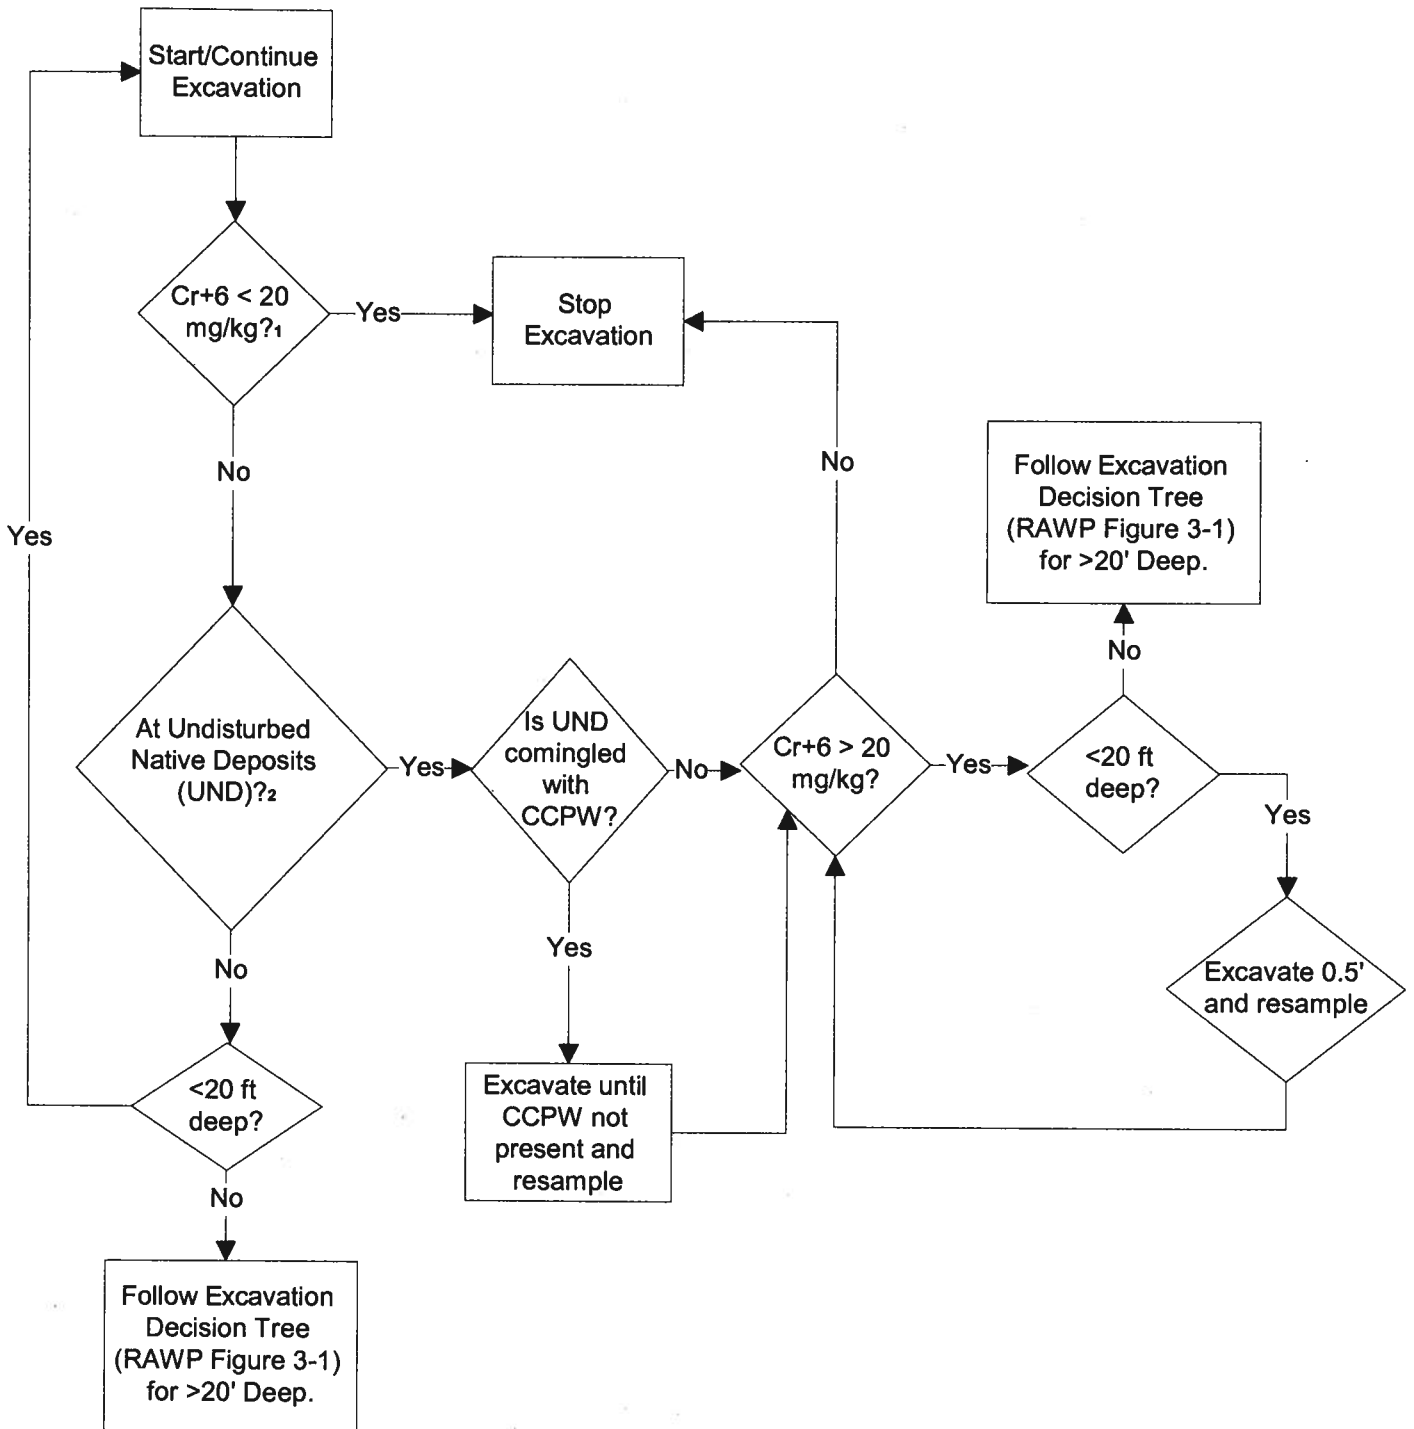 Start/Continue
Excavation
Cr+6 < 20
mg/kg?1
Yes
Stop
Excavation
No
No
Follow Excavation
Decision Tree
(RAWP Figure 3-1)
for >20' Deep.
Yes
No
At Undisturbed
Native Deposits
(UND)?2
Yes
Is UND
comingled
with
CCPW?
No
Cr+6 > 20
mg/kg?
Yes
<20 ft
deep?
Yes
Yes
No
Excavate 0.5'
and resample
<20 ft
deep?
Excavate until
CCPW not
present and
resample
No
Follow Excavation
Decision Tree
(RAWP Figure 3-1)
for >20' Deep.